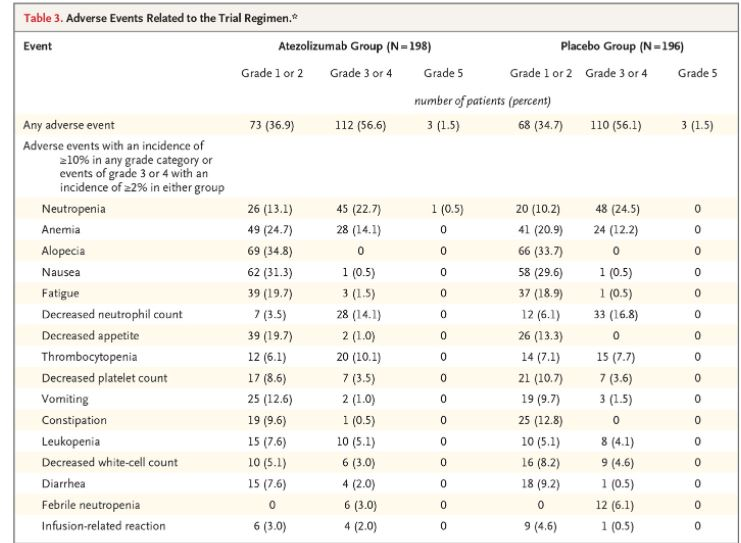 Table 3. Adverse Events Related to the Trial Regimen.*
Event Atezolizumab Group (N=198) Placebo Group (N=196)
Grade 1 or 2 Grade 3 or 4 Grade 5 Grade 1 or 2 Grade 3 or 4 Grade 5
number of patients (percent)
Any adverse event 73 (36.9) 112 (56.6) 3 (1.5) 68 (34.7) 110 (56.1) 3 (1.5)
Adverse events with an incidence of
≥10% in any grade category or
events of grade 3 or 4 with an
incidence of ≥2% in either group
Neutropenia 26 (13.1) 45 (22.7) 1 (0.5) 20 (10.2) 48 (24.5) 0
Anemia 49 (24.7) 28 (14.1) 0 41 (20.9) 24 (12.2) 0
Alopecia 69 (34.8) 0 0 66 (33.7) 0 0
Nausea 62 (31.3) 1 (0.5) 0 58 (29.6) 1 (0.5) 0
Fatigue 39 (19.7) 3 (1.5) 0 37 (18.9) 1 (0.5) 0
Decreased neutrophil count 7 (3.5) 28 (14.1) 0 12 (6.1) 33 (16.8) 0
Decreased appetite 39 (19.7) 2 (1.0) 0 26 (13.3) 0 0
Thrombocytopenia 12 (6.1) 20 (10.1) 0 14 (7.1) 15 (7.7) 0
Decreased platelet count 17 (8.6) 7 (3.5) 0 21 (10.7) 7 (3.6) 0
Vomiting 25 (12.6) 2 (1.0) 0 19 (9.7) 3 (1.5) 0
Constipation 19 (9.6) 1 (0.5) 0 25 (12.8) 0 0
Leukopenia 15 (7.6) 10 (5.1) 0 10 (5.1) 8 (4.1) 0
Decreased white-cell count 10 (5.1) 6 (3.0) 0 16 (8.2) 9 (4.6) 0
Diarrhea 15 (7.6) 4 (2.0) 0 18 (9.2) 1 (0.5) 0
Febrile neutropenia 0 6 (3.0) 0 0 12 (6.1) 0
Infusion-related reaction 6 (3.0) 4 (2.0) 0 9 (4.6) 1 (0.5) 0